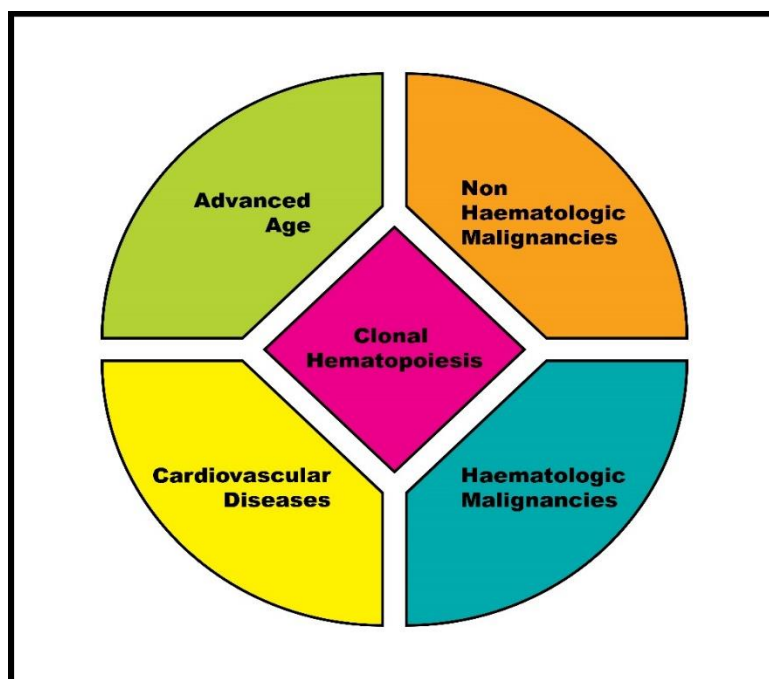 Advanced
Age
Non
Haematologic
Malignancies
Clonal
Hematopoiesis
Cardiovascular
Diseases
Haematologic
Malignancies